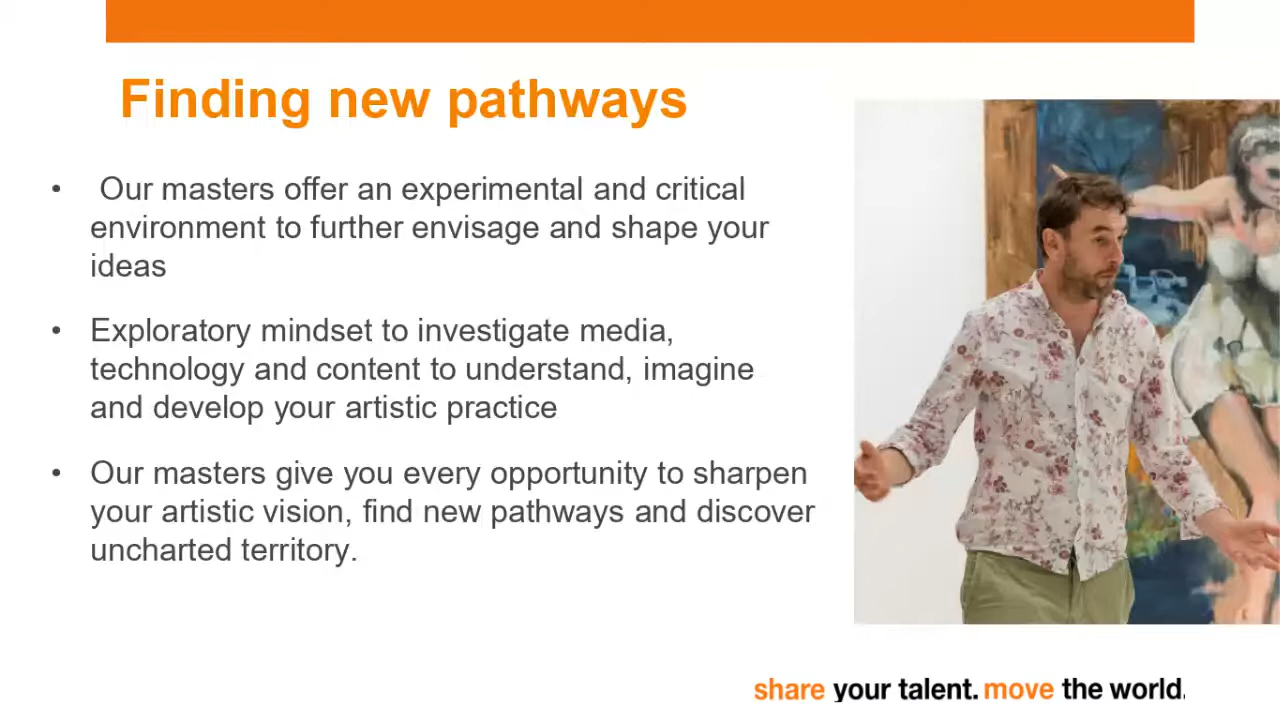 Finding new pathways
• Our masters offer an experimental and critical
environment to further envisage and shape your
ideas
• Exploratory mindset to investigate media,
technology and content to understand, imagine
and develop your artistic practice
• Our masters give you every opportunity to sharpen
your artistic vision, find new pathways and discover
uncharted territory.
share your talent. move the world.